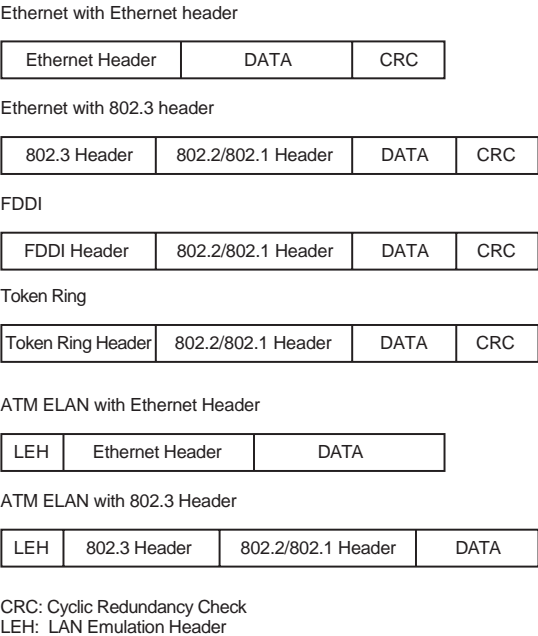 Ethernet with Ethernet header
Ethernet Header DATA CRC
Ethernet with 802.3 header
802.3 Header 802.2/802.1 Header DATA CRC
FDDI
FDDI Header 802.2/802.1 Header DATA CRC
Token Ring
Token Ring Header 802.2/802.1 Header DATA CRC
ATM ELAN with Ethernet Header
LEH Ethernet Header DATA
ATM ELAN with 802.3 Header
LEH 802.3 Header 802.2/802.1 Header DATA
CRC: Cyclic Redundancy Check
LEH: LAN Emulation Header